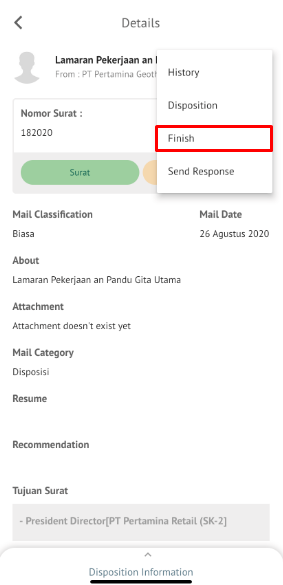 Details
Lamaran Pekerjaan an
From : PT Pertamina Geoth
History
Disposition
Finish
Send Response
Nomor Surat :
182020
Surat
Mail Classification
Mail Date
Biasa
26 Agustus 2020
About
Lamaran Pekerjaan an Pandu Gita Utama
Attachment
Attachment doesn't exist yet
Mail Category
Disposisi
Resume
Recommendation
Tujuan Surat
- President Director[PT Pertamina Retail (SK-2]
Disposition Information